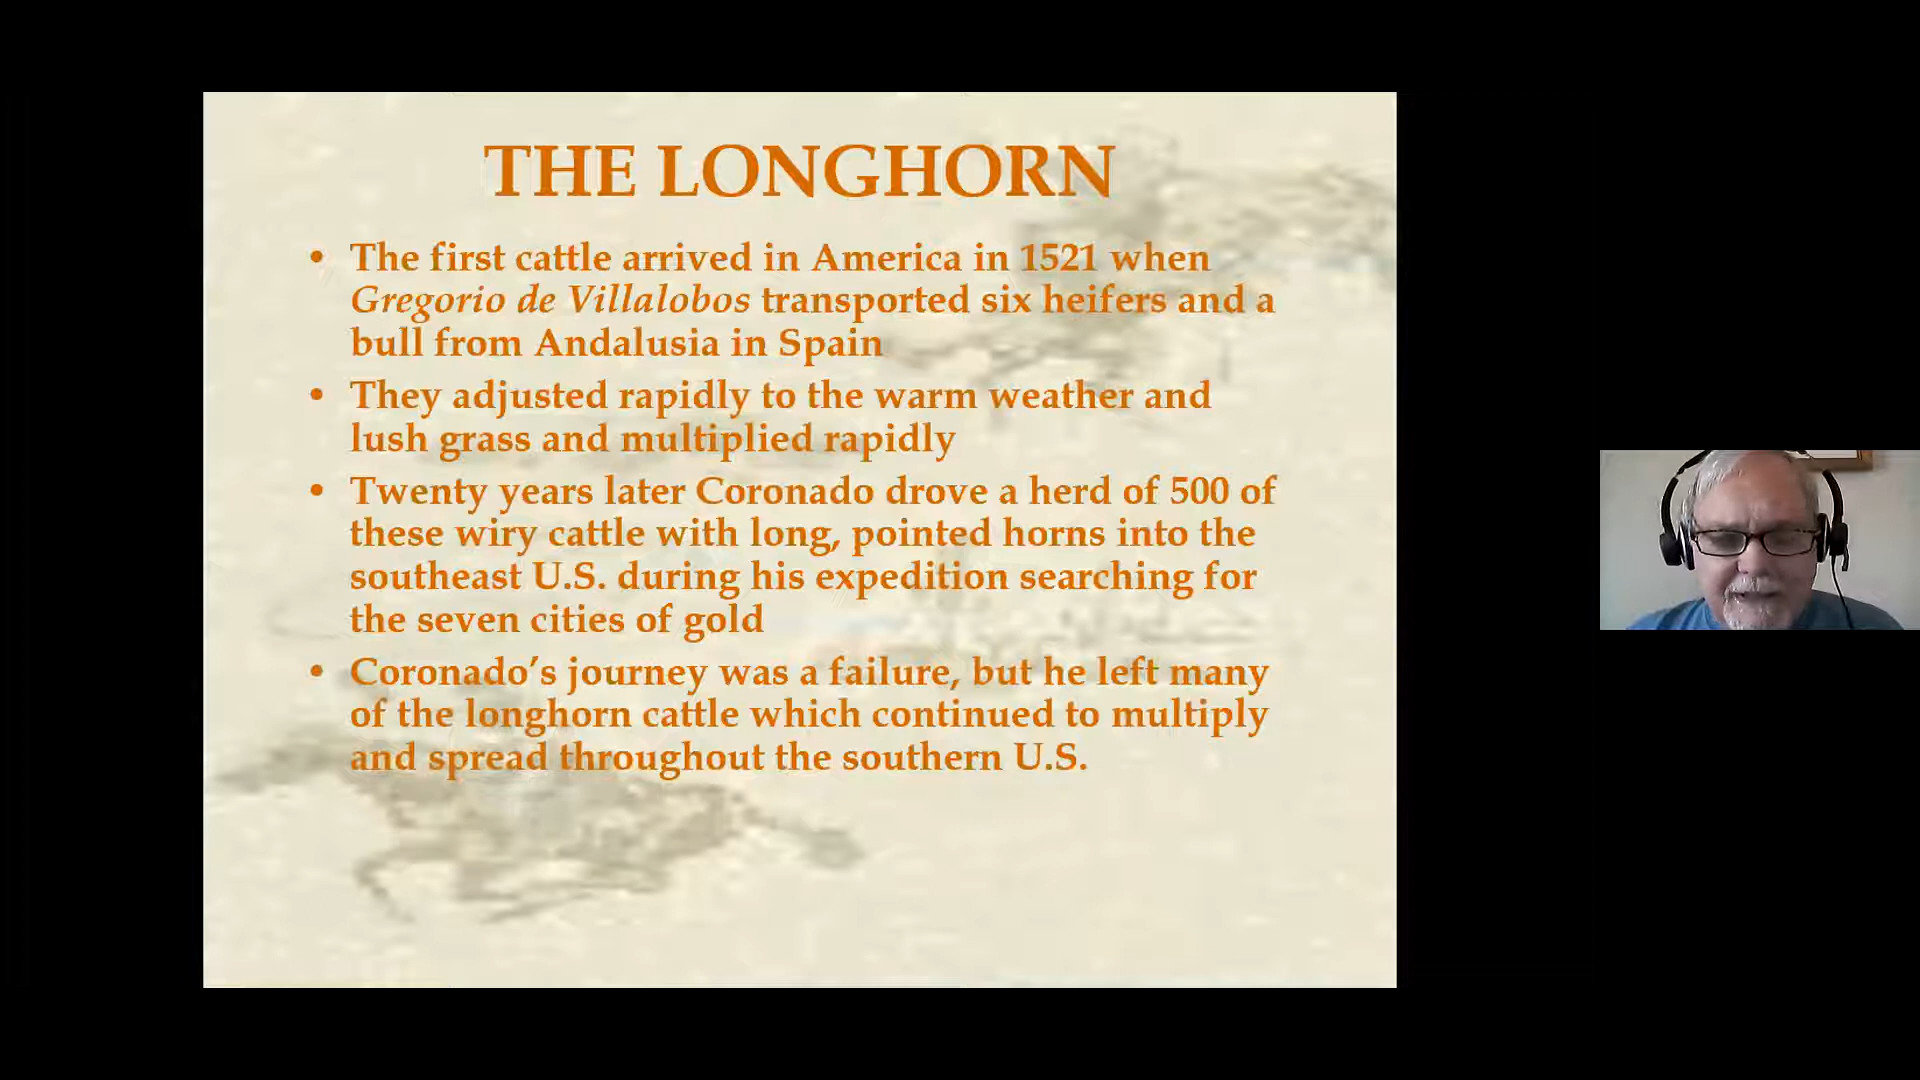 THE LONGHORN
• The first cattle arrived in America in 1521 when
Gregorio de Villalobos transported six heifers and a
bull from Andalusia in Spain
• They adjusted rapidly to the warm weather and
lush grass and multiplied rapidly
• Twenty years later Coronado drove a herd of 500 of
these wiry cattle with long, pointed horns into the
southeast U.S. during his expedition searching for
the seven cities of gold
• Coronado’s journey was a failure, but he left many
of the longhorn cattle which continued to multiply
and spread throughout the southern U.S.